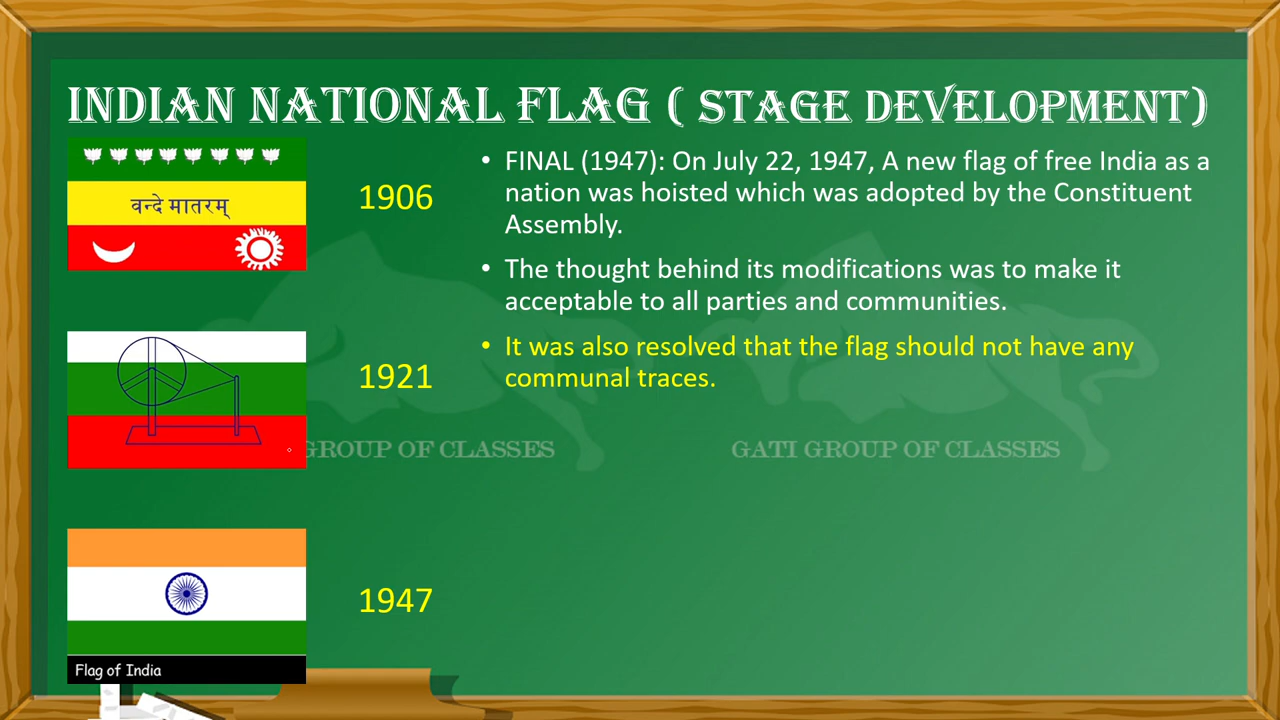 INDIAN NATIONAL FLAG ( STAGE DEVELOPMENT)
वन्दे मातरम्
1906
• FINAL (1947): On July 22, 1947, A new flag of free India as a
nation was hoisted which was adopted by the Constituent
Assembly.
• The thought behind its modifications was to make it
acceptable to all parties and communities.
1921
• It was also resolved that the flag should not have any
communal traces.
GROUP OF CLASSES
GATI GROUP OF CLASSES
1947
Flag of India